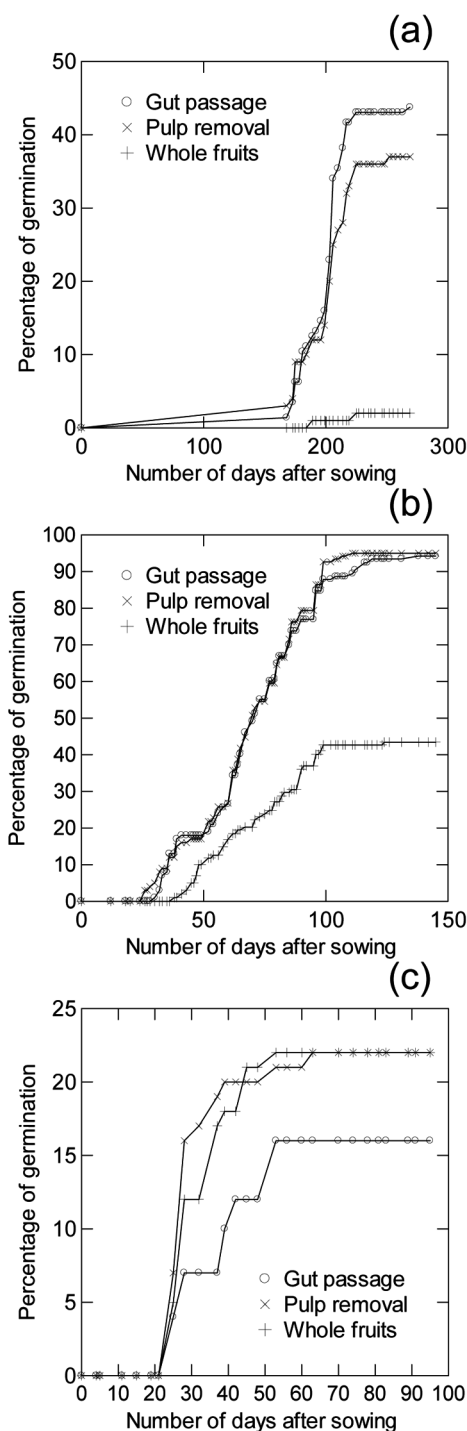 (a)
50
40
30
20
10
0
Gut passage
Pulp removal
Whole fruits
Percentage of germination
0 100 200 300
Number of days after sowing
(b)
100
90
80
70
60
50
40
30
20
10
0
Gut passage
Pulp removal
Whole fruits
Percentage of germination
0 50 100 150
Number of days after sowing
(c)
25
20
15
10
5
0
Percentage of germination
Gut passage
Pulp removal
Whole fruits
0 10 20 30 40 50 60 70 80 90 100
Number of days after sowing